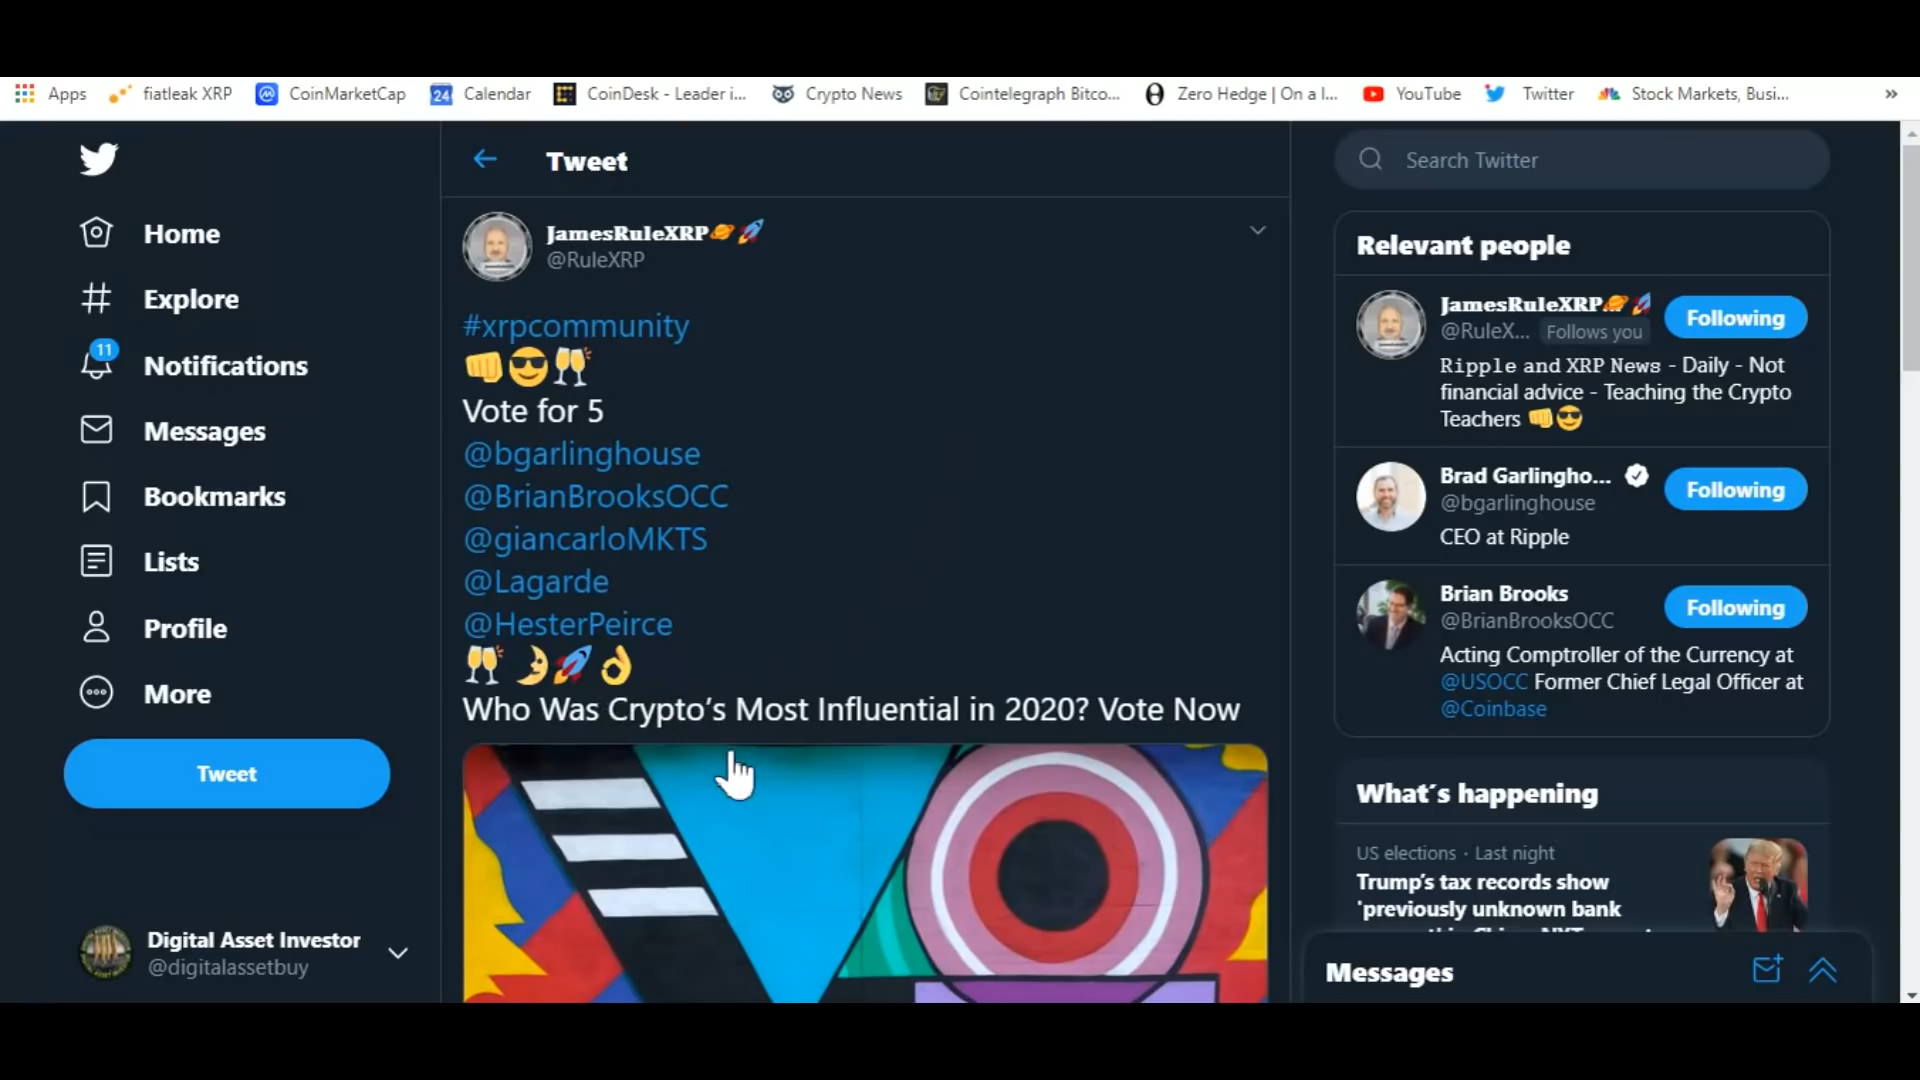 Apps
fiatleak XRP
CoinMarketCap
24
Calendar
CoinDesk - Leader i...
Crypto News
Cointelegraph Bitco...
Zero Hedge | On a l...
YouTube
Twitter
Stock Markets, Busi...
»
Home
Explore
11
Notifications
Messages
Bookmarks
Lists
Profile
More
Tweet
Digital Asset Investor
@digitalassetbuy
Tweet
JamesRuleXRP🪐🚀
@RuleXRP
#xrpcommunity
👊😎🥂
Vote for 5
@bgarlinghouse
@BrianBrooksOCC
@giancarloMKTS
@Lagarde
@HesterPeirce
🥂🌛🚀👌
Who Was Crypto’s Most Influential in 2020? Vote Now
Search Twitter
Relevant people
JamesRuleXRP🪐🚀
@RuleX... Follows you
Following
Ripple and XRP News - Daily - Not
financial advice - Teaching the Crypto
Teachers 👊😎
Brad Garlingho...
@bgarlinghouse
Following
CEO at Ripple
Brian Brooks
@BrianBrooksOCC
Following
Acting Comptroller of the Currency at
@USOCC Former Chief Legal Officer at
@Coinbase
What’s happening
US elections · Last night
Trump’s tax records show
'previously unknown bank
Messages